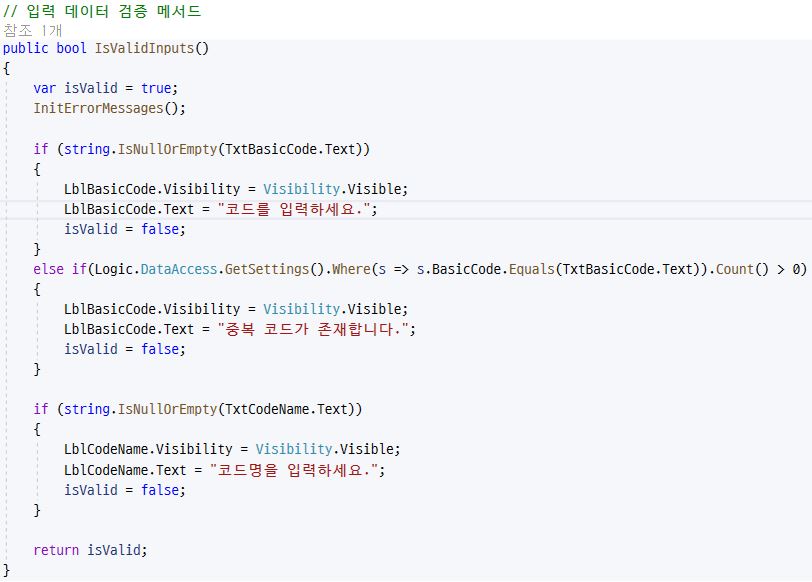 // 입력 데이터 검증 메서드
참조 1개
public bool IsValidInputs()
{
    var isValid = true;
    InitErrorMessages();

    if (string.IsNullOrEmpty(TxtBasicCode.Text))
    {
        LblBasicCode.Visibility = Visibility.Visible;
        LblBasicCode.Text = "코드를 입력하세요.";
        isValid = false;
    }
    else if(Logic.DataAccess.GetSettings().Where(s => s.BasicCode.Equals(TxtBasicCode.Text)).Count() > 0)
    {
        LblBasicCode.Visibility = Visibility.Visible;
        LblBasicCode.Text = "중복 코드가 존재합니다.";
        isValid = false;
    }

    if (string.IsNullOrEmpty(TxtCodeName.Text))
    {
        LblCodeName.Visibility = Visibility.Visible;
        LblCodeName.Text = "코드명을 입력하세요.";
        isValid = false;
    }

    return isValid;
}